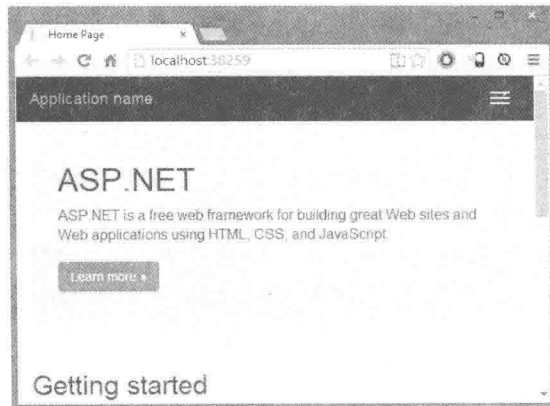 Home Page
localhost:38259
Application name
ASP.NET
ASP.NET is a free web framework for building great Web sites and
Web applications using HTML, CSS, and JavaScript.
Learn more »
Getting started